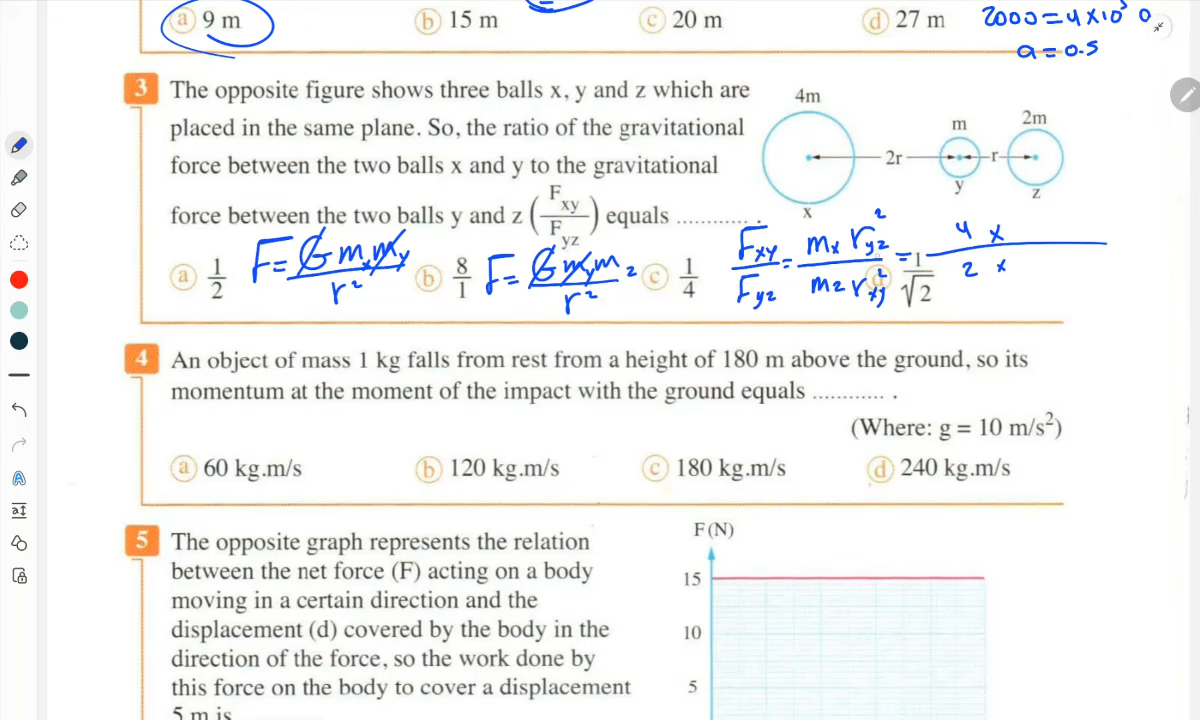 a 9 m b 15 m c 20 m d 27 m
a = 0.5
3 The opposite figure shows three balls x, y and z which are
placed in the same plane. So, the ratio of the gravitational
force between the two balls x and y to the gravitational
force between the two balls y and z (Fxy/Fyz) equals ............ .
4m
m
2m
2r
r
x
y
z
a 1/2 b 8/1 c 1/4 d 1/√2
F = G mx my / r²
F = G my mz / r²
Fxy/Fyz = mx ryz² / mz rxy² = 4 x / 2 x
4 An object of mass 1 kg falls from rest from a height of 180 m above the ground, so its
momentum at the moment of the impact with the ground equals ............ .
(Where: g = 10 m/s²)
a 60 kg.m/s b 120 kg.m/s c 180 kg.m/s d 240 kg.m/s
5 The opposite graph represents the relation
between the net force (F) acting on a body
moving in a certain direction and the
displacement (d) covered by the body in the
direction of the force, so the work done by
this force on the body to cover a displacement
5 m is
F(N)
15
10
5